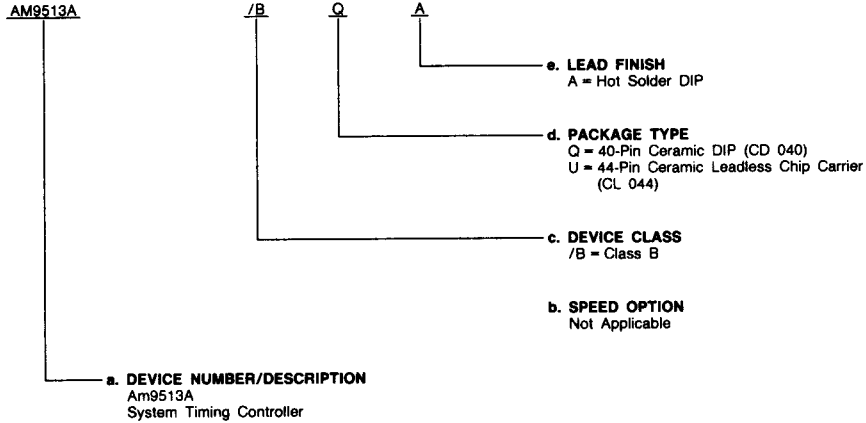 AM9513A /B Q A
e. LEAD FINISH
A = Hot Solder DIP
d. PACKAGE TYPE
Q = 40-Pin Ceramic DIP (CD 040)
U = 44-Pin Ceramic Leadless Chip Carrier
(CL 044)
c. DEVICE CLASS
/B = Class B
b. SPEED OPTION
Not Applicable
a. DEVICE NUMBER/DESCRIPTION
Am9513A
System Timing Controller